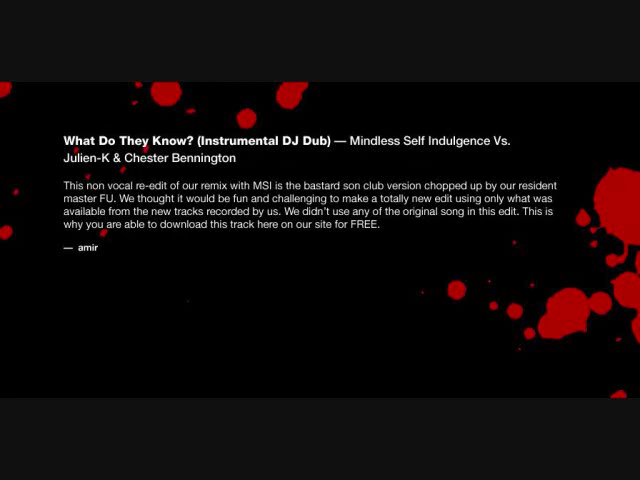 What Do They Know? (Instrumental DJ Dub) — Mindless Self Indulgence Vs.
Julien-K & Chester Bennington
This non vocal re-edit of our remix with MSI is the bastard son club version chopped up by our resident
master FU. We thought it would be fun and challenging to make a totally new edit using only what was
available from the new tracks recorded by us. We didn't use any of the original song in this edit. This is
why you are able to download this track here on our site for FREE.
— amir